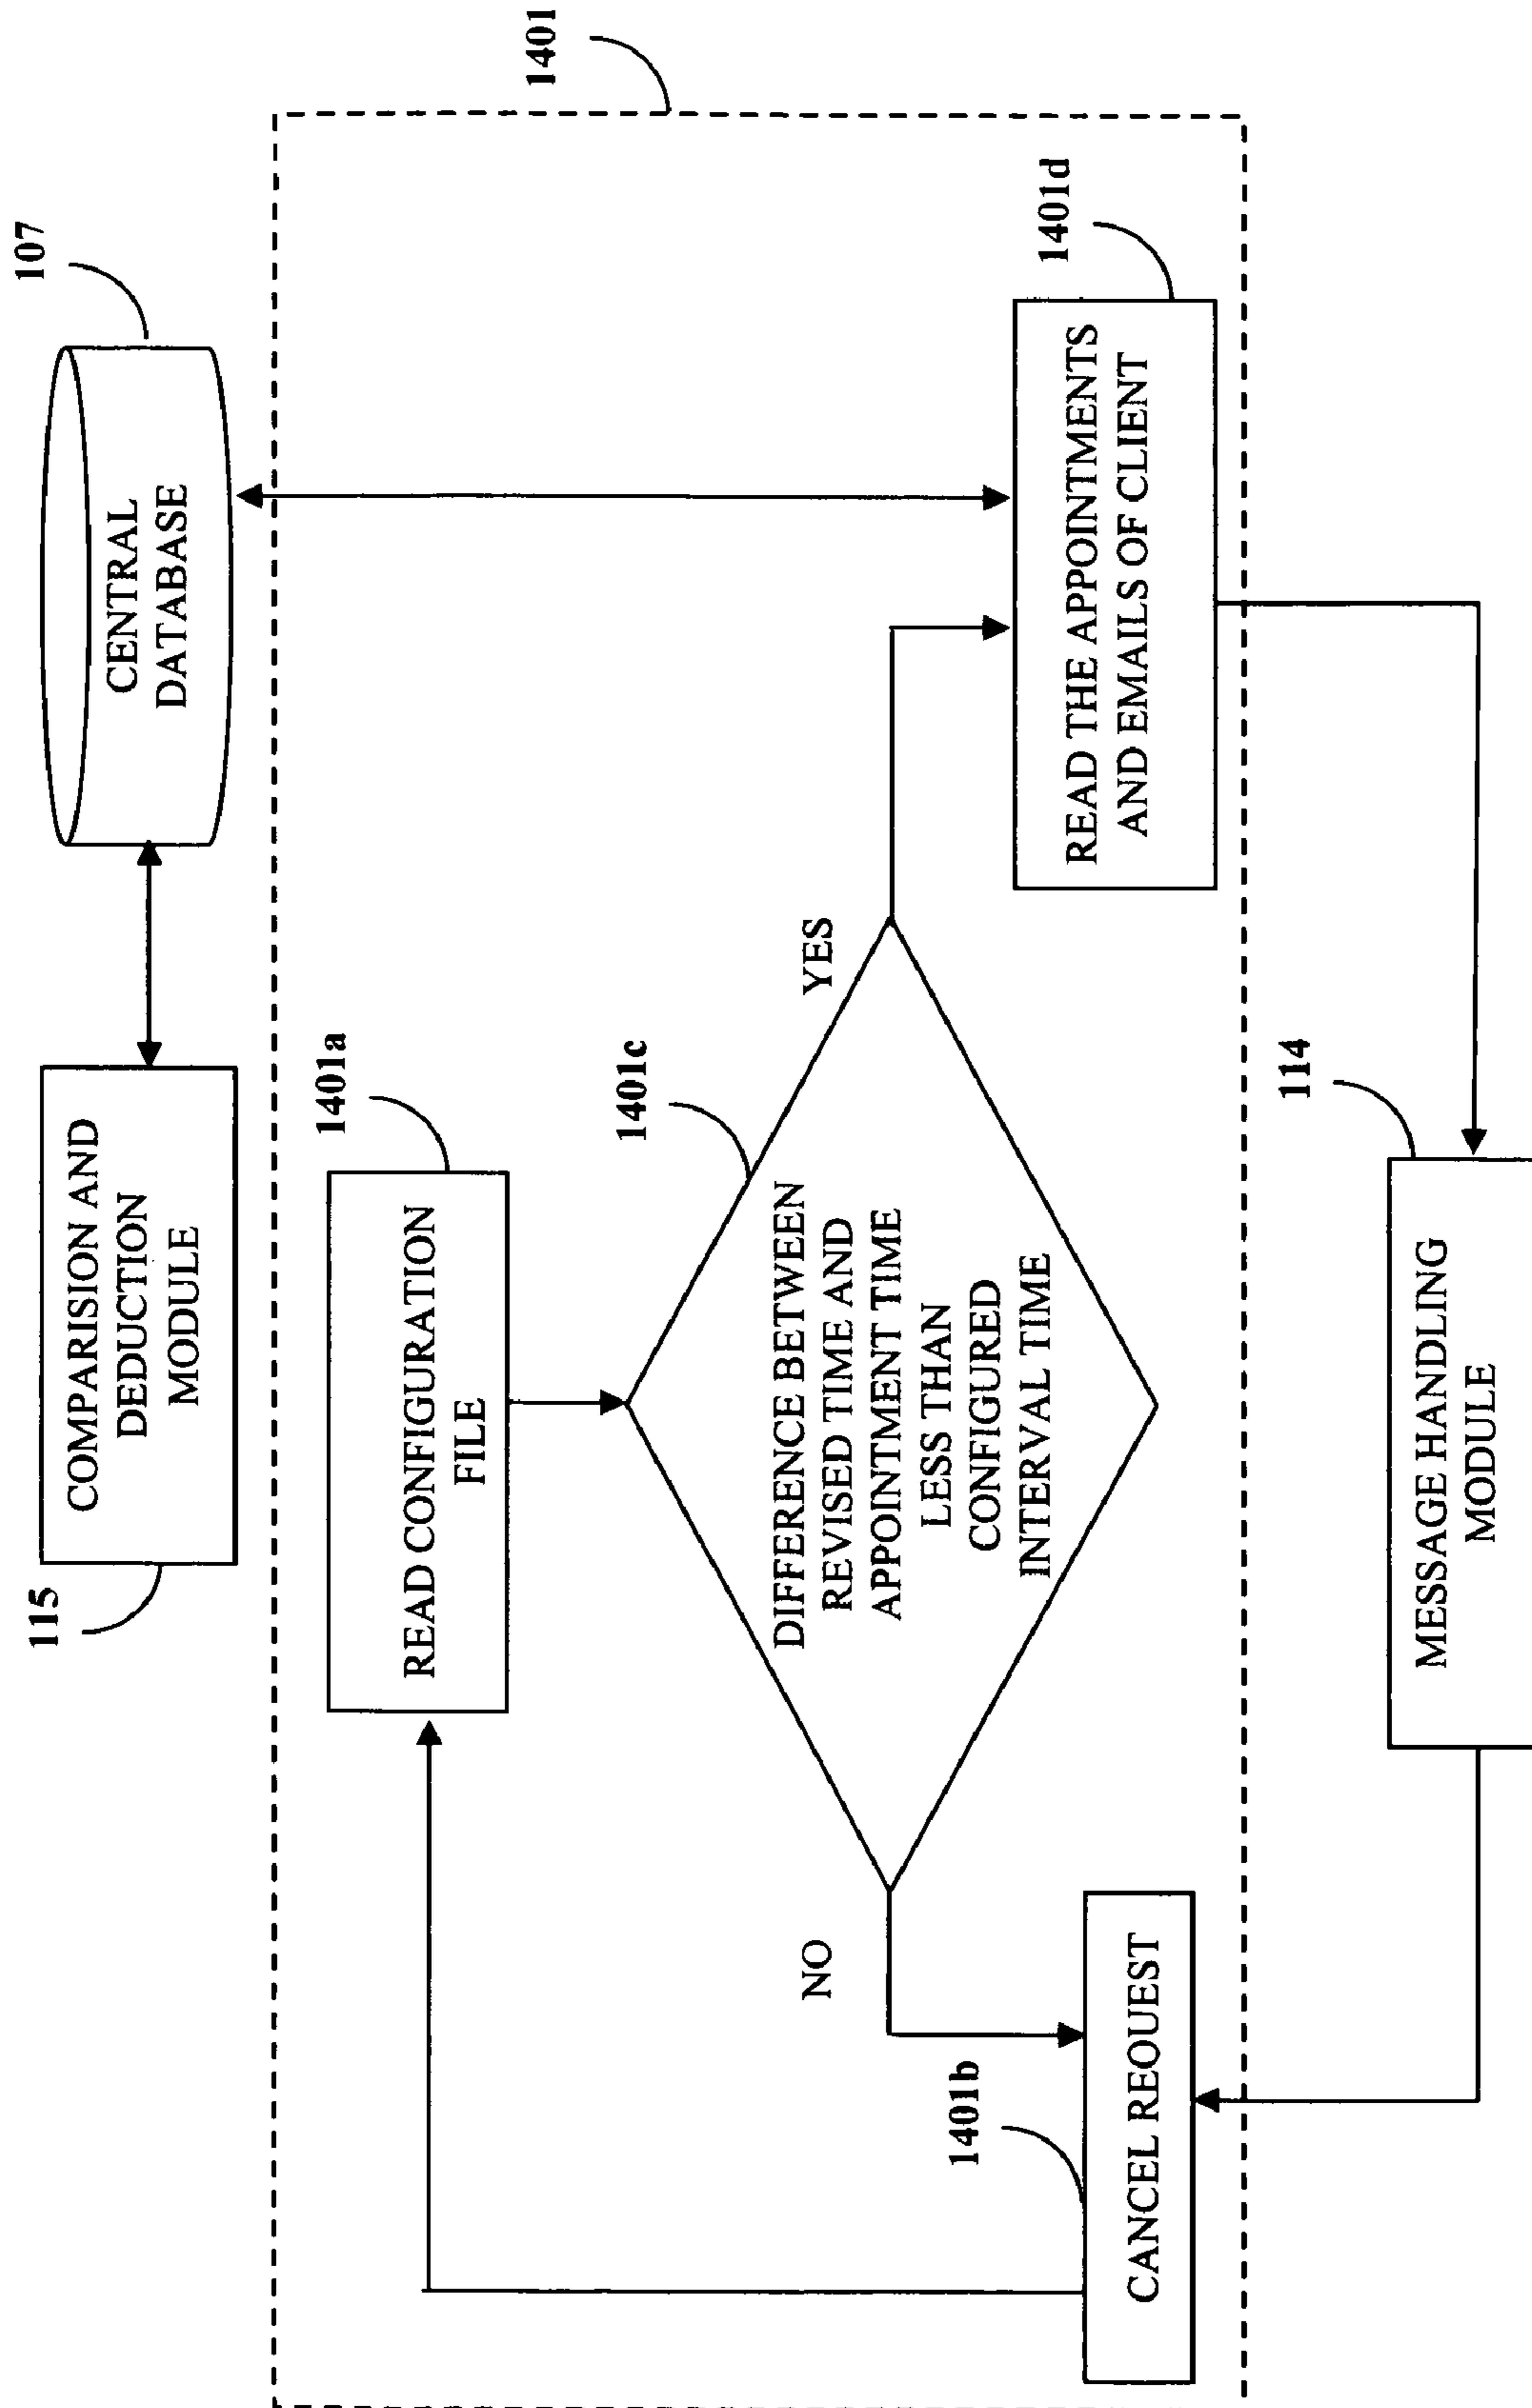 115
COMPARISION AND
DEDUCTION
MODULE
107
CENTRAL
DATABASE
1401
1401a
READ CONFIGURATION
FILE
1401c
DIFFERENCE BETWEEN
REVISED TIME AND
APPOINTMENT TIME
LESS THAN
CONFIGURED
INTERVAL TIME
NO
YES
1401b
CANCEL REQUEST
1401d
READ THE APPOINTMENTS
AND EMAILS OF CLIENT
114
MESSAGE HANDLING
MODULE